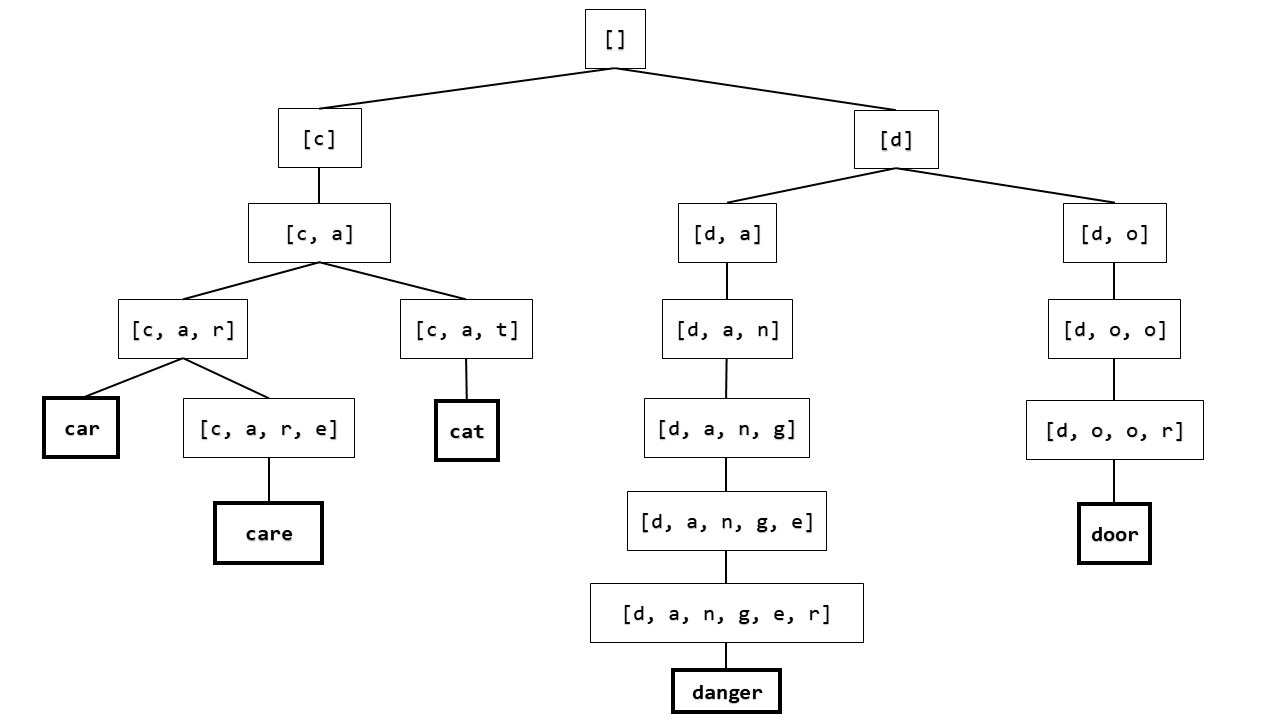 []
[c]
[d]
[c, a]
[d, a]
[d, o]
[c, a, r]
[c, a, t]
[d, a, n]
[d, o, o]
car
[c, a, r, e]
cat
[d, a, n, g]
[d, o, o, r]
[d, a, n, g, e]
care
door
[d, a, n, g, e, r]
danger